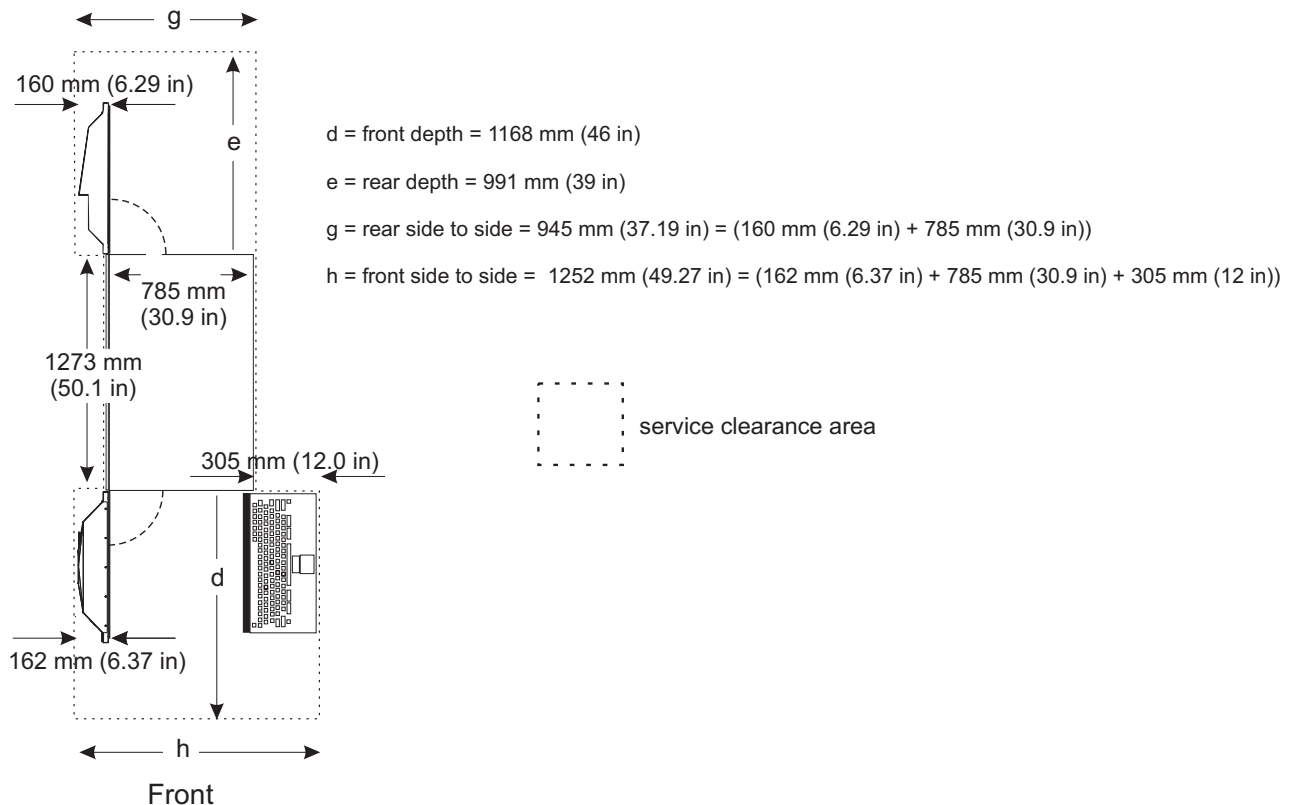 g
160 mm (6.29 in)
e
d = front depth = 1168 mm (46 in)
e = rear depth = 991 mm (39 in)
g = rear side to side = 945 mm (37.19 in) = (160 mm (6.29 in) + 785 mm (30.9 in))
h = front side to side = 1252 mm (49.27 in) = (162 mm (6.37 in) + 785 mm (30.9 in) + 305 mm (12 in))
785 mm
(30.9 in)
1273 mm
(50.1 in)
service clearance area
305 mm (12.0 in)
d
162 mm (6.37 in)
h
Front